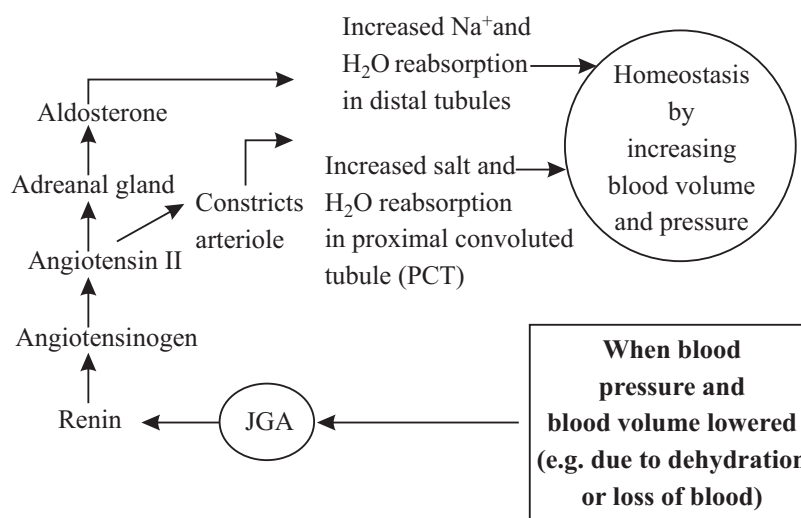 Increased Na⁺and
H₂O reabsorption
in distal tubules
Homeostasis
by
increasing
blood volume
and pressure
Aldosterone
Adreanal gland
Constricts
arteriole
Increased salt and
H₂O reabsorption
in proximal convoluted
tubule (PCT)
Angiotensin II
Angiotensinogen
Renin
JGA
When blood
pressure and
blood volume lowered
(e.g. due to dehydration
or loss of blood)